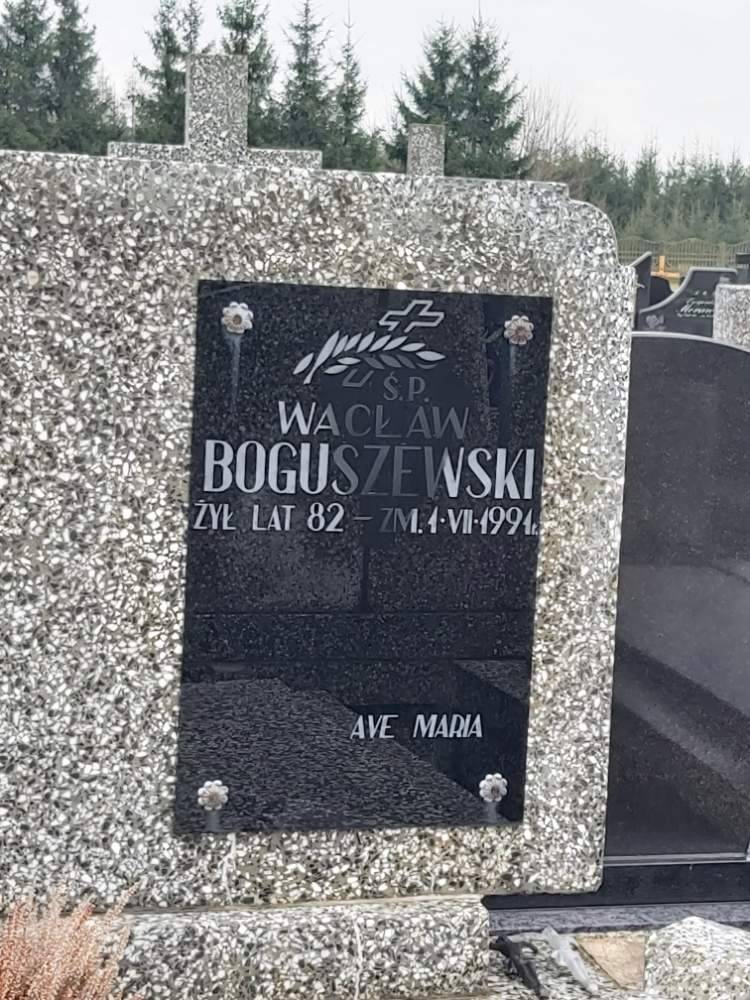 Ś.P.
WACŁAW
BOGUSZEWSKI
ŻYŁ LAT 82 – ZM. 1·VII·1991r.
AVE MARIA